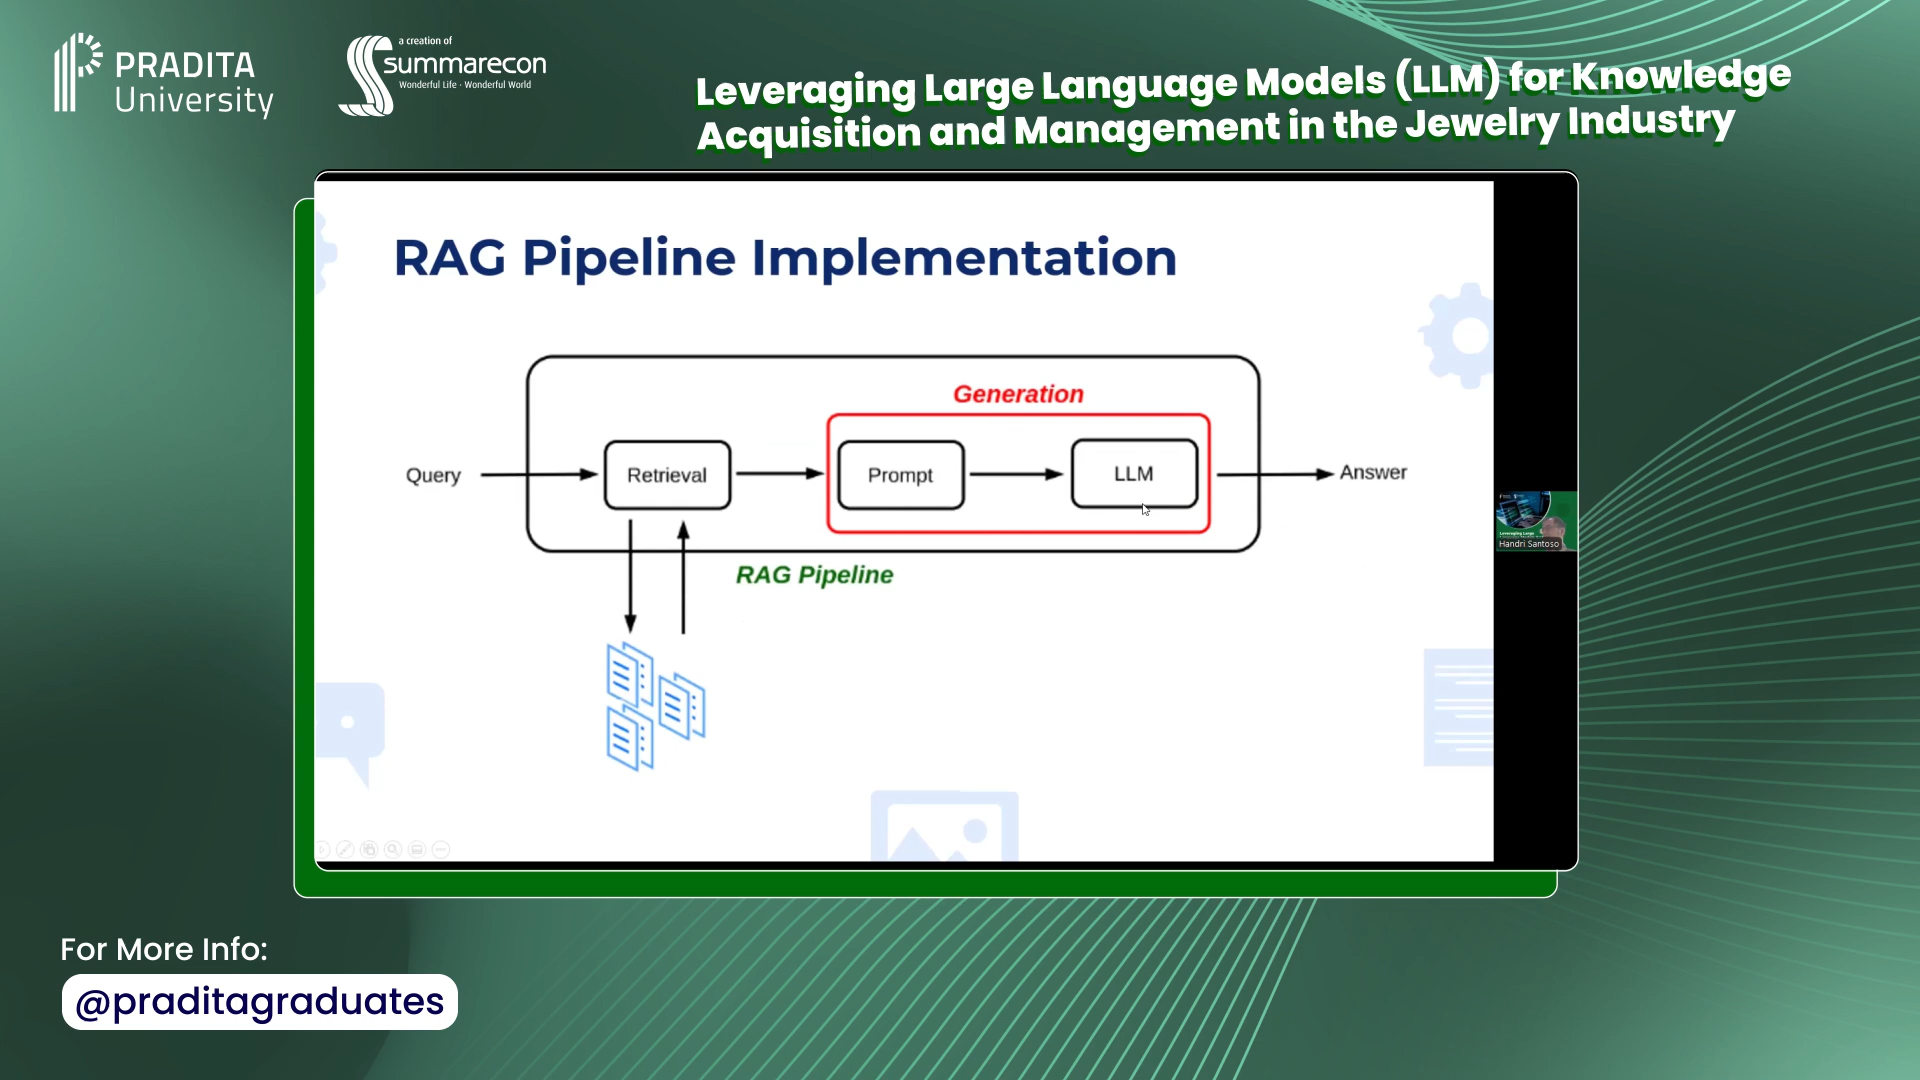 PRADITA
University
a creation of
summarecon
Wonderful Life · Wonderful World
Leveraging Large Language Models (LLM) for Knowledge
Acquisition and Management in the Jewelry Industry
RAG Pipeline Implementation
Generation
Query
Retrieval
Prompt
LLM
Answer
RAG Pipeline
Leveraging Large
Handri Santoso
For More Info:
@praditagraduates